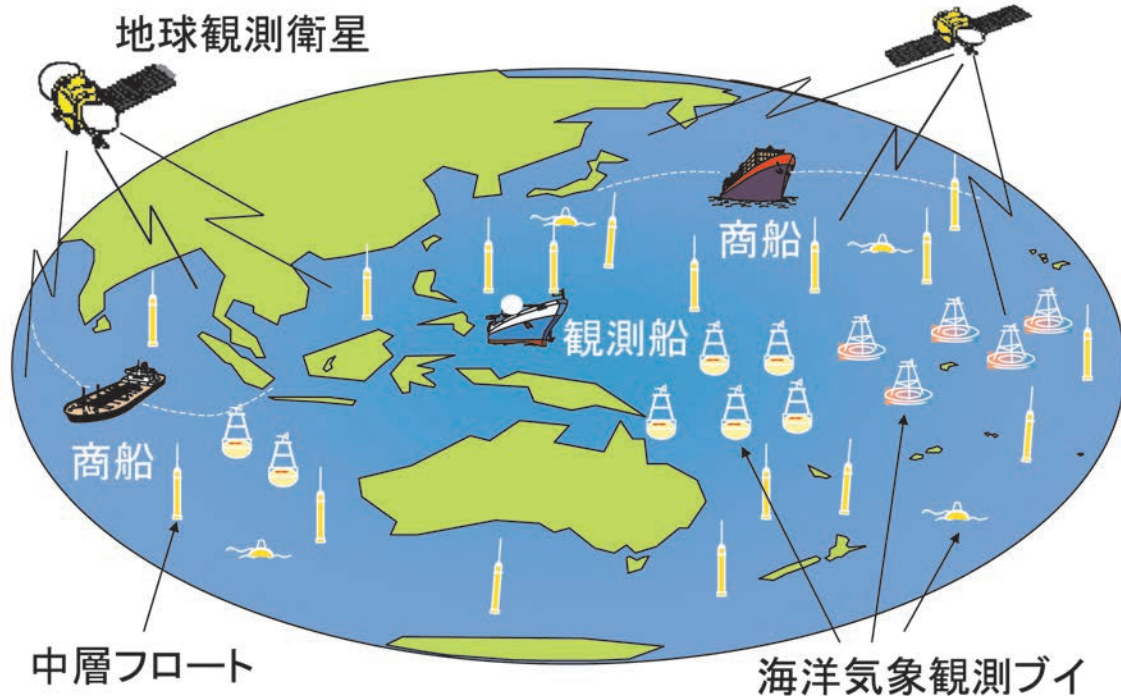 地球観測衛星
商船
観測船
商船
中層フロート
海洋気象観測ブイ